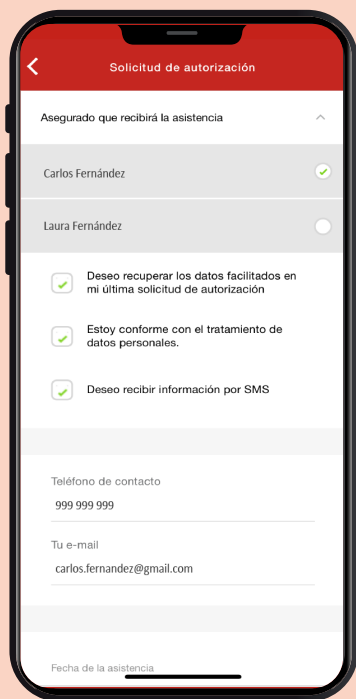 Solicitud de autorización
Asegurado que recibirá la asistencia
Carlos Fernández
Laura Fernández
Deseo recuperar los datos facilitados en
mi última solicitud de autorización
Estoy conforme con el tratamiento de
datos personales.
Deseo recibir información por SMS
Teléfono de contacto
999 999 999
Tu e-mail
carlos.fernandez@gmail.com
Fecha de la asistencia